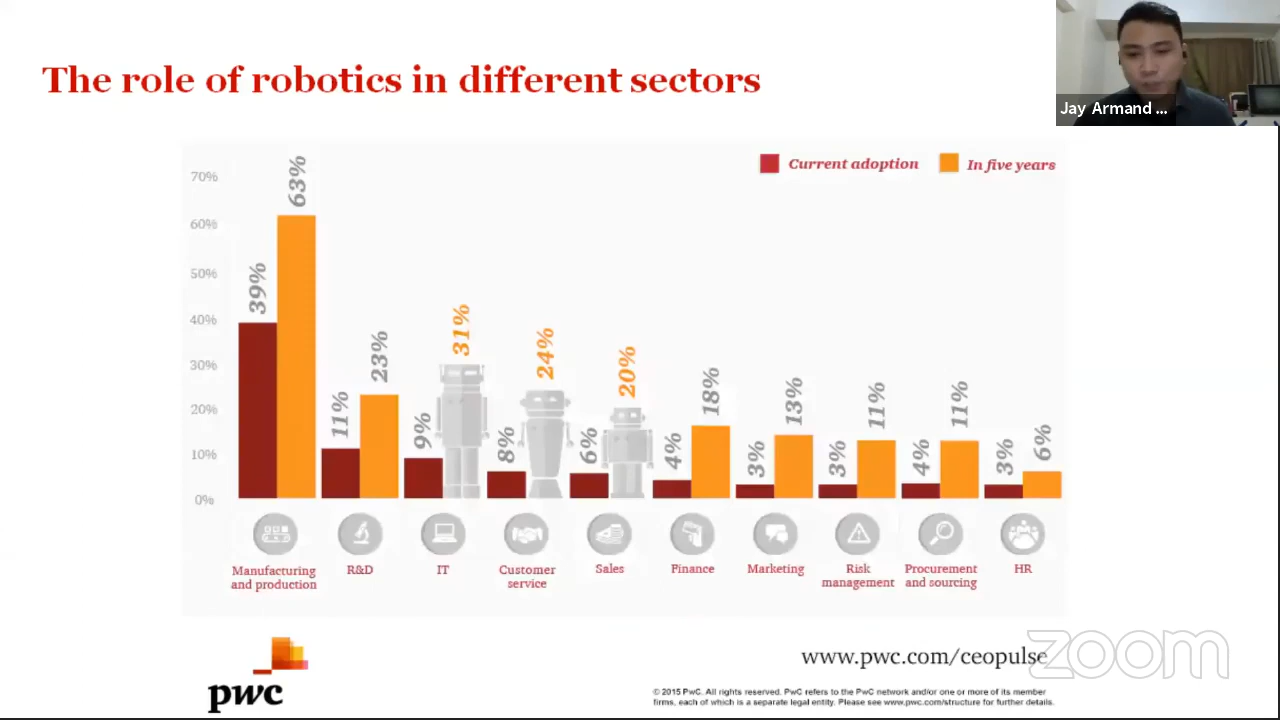 The role of robotics in different sectors
Jay Armand ...
Current adoption
In five years
70%
60%
50%
40%
30%
20%
10%
0%
39%
63%
11%
23%
9%
31%
8%
24%
6%
20%
4%
18%
3%
13%
3%
11%
4%
11%
3%
6%
Manufacturing
and production
R&D
IT
Customer
service
Sales
Finance
Marketing
Risk
management
Procurement
and sourcing
HR
pwc
www.pwc.com/ceopulse
zoom
© 2015 PwC. All rights reserved. PwC refers to the PwC network and/or one or more of its member
firms, each of which is a separate legal entity. Please see www.pwc.com/structure for further details.